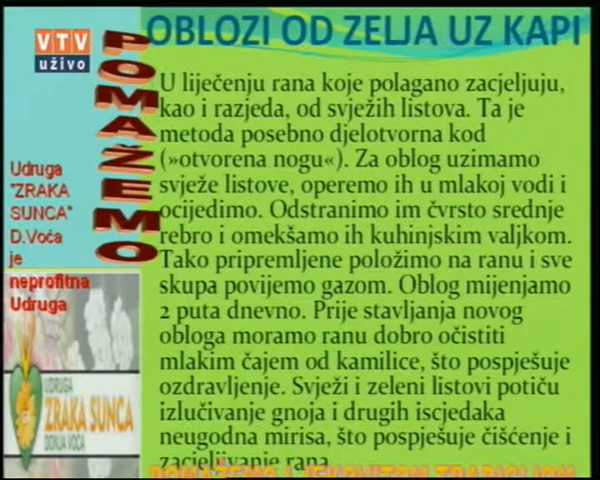 OBLOZI OD ZELJA UZ KAPI
VTV
uživo
POMAŽEMO
U liječenju rana koje polagano zacjeljuju,
kao i razjeda, od svježih listova. Ta je
metoda posebno djelotvorna kod
(»otvorena nogu«). Za oblog uzimamo
svježe listove, operemo ih u mlakoj vodi i
ocijedimo. Odstranimo im čvrsto srednje
rebro i omekšamo ih kuhinjskim valjkom.
Tako pripremljene položimo na ranu i sve
skupa povijemo gazom. Oblog mijenjamo
2 puta dnevno. Prije stavljanja novog
obloga moramo ranu dobro očistiti
mlakim čajem od kamilice, što pospješuje
ozdravljenje. Svježi i zeleni listovi potiču
izlučivanje gnoja i drugih iscjedaka
neugodna mirisa, što pospješuje čišćenje i
zacjeljivanje rana.
Udruga
"ZRAKA
SUNCA"
D.Voća
je
neprofitna
Udruga
UDRUGA
ZRAKA SUNCA
DONJA VOĆA